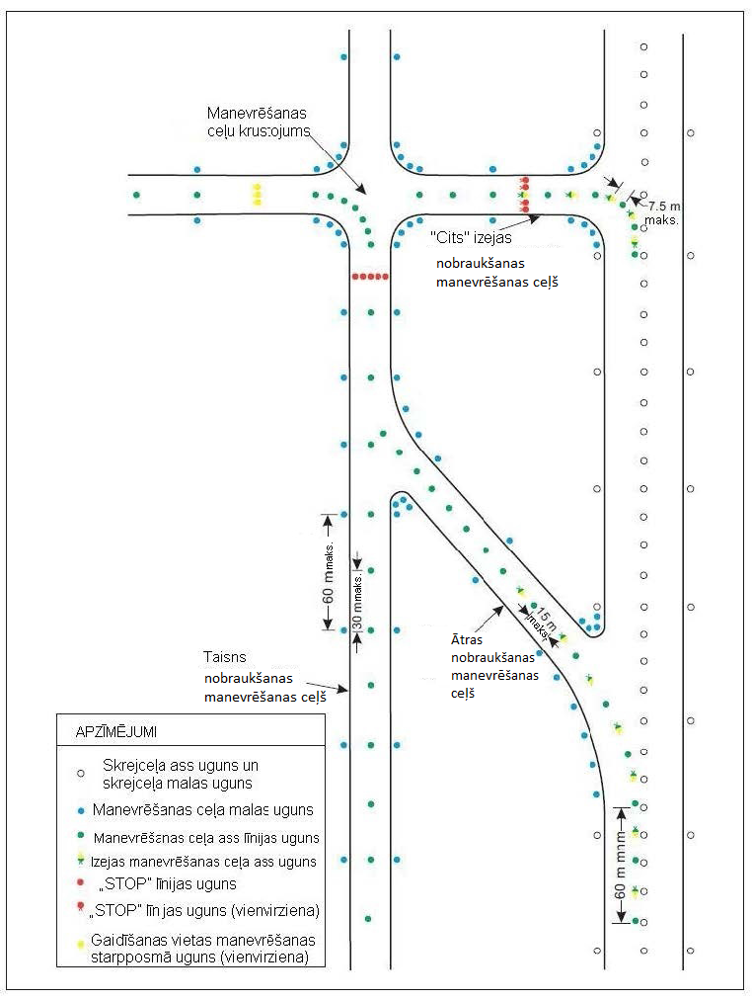 Manevrēšanas
ceļu krustojums
7.5 m
maks.
"Cits" izejas
nobraukšanas
manevrēšanas ceļš
60 m maks.
30 m maks.
15 m
maks.
Ātras
nobraukšanas
manevrēšanas
ceļš
Taisns
nobraukšanas
manevrēšanas ceļš
60 m mnm
APZĪMĒJUMI
Skrejceļa ass uguns un
skrejceļa malas uguns
Manevrēšanas ceļa malas uguns
Manevrēšanas ceļa ass līnijas uguns
Izejas manevrēšanas ceļa ass uguns
„STOP” līnijas uguns
„STOP” līnijas uguns (vienvirziena)
Gaidīšanas vietas manevrēšanas
starpposmā uguns (vienvirziena)